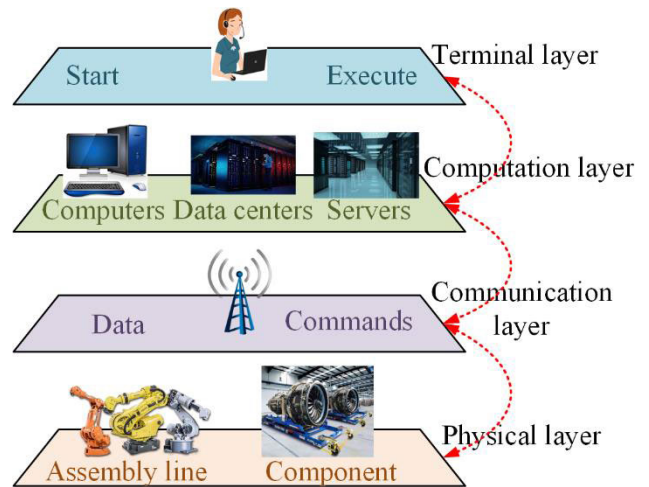 Terminal layer
Start Execute
Computation layer
Computers Data centers Servers
Communication
layer
Data Commands
Physical layer
Assembly line Component